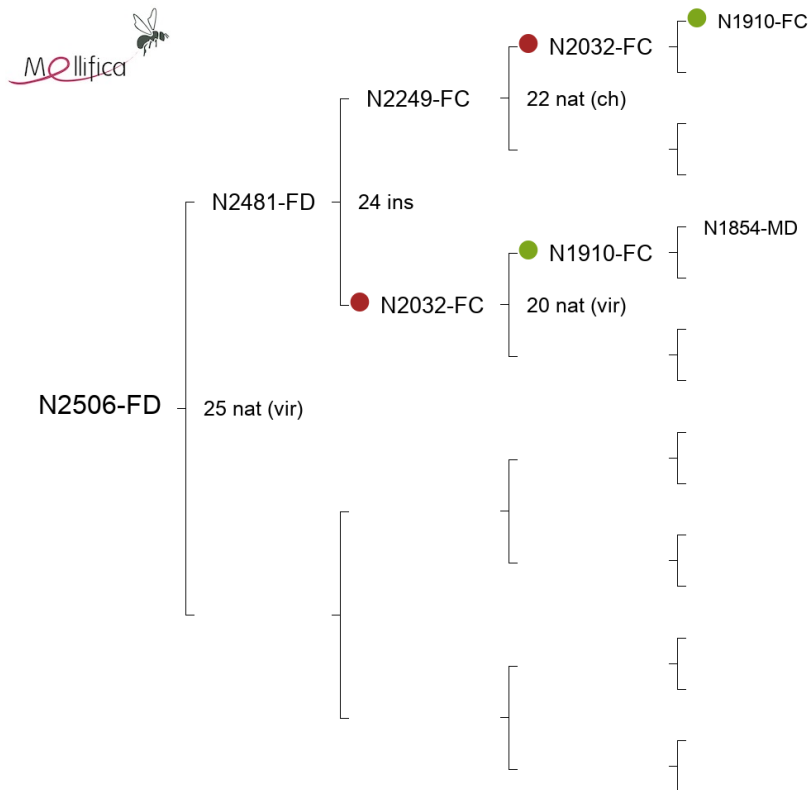 Mellifica
N1910-FC
N2032-FC
N2249-FC
22 nat (ch)
N2481-FD
24 ins
N1854-MD
N1910-FC
N2032-FC
20 nat (vir)
N2506-FD
25 nat (vir)